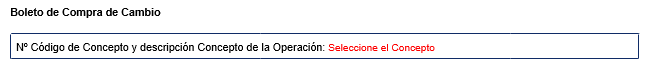 Boleto de Compra de Cambio
Nº Código de Concepto y descripción Concepto de la Operación: Seleccione el Concepto